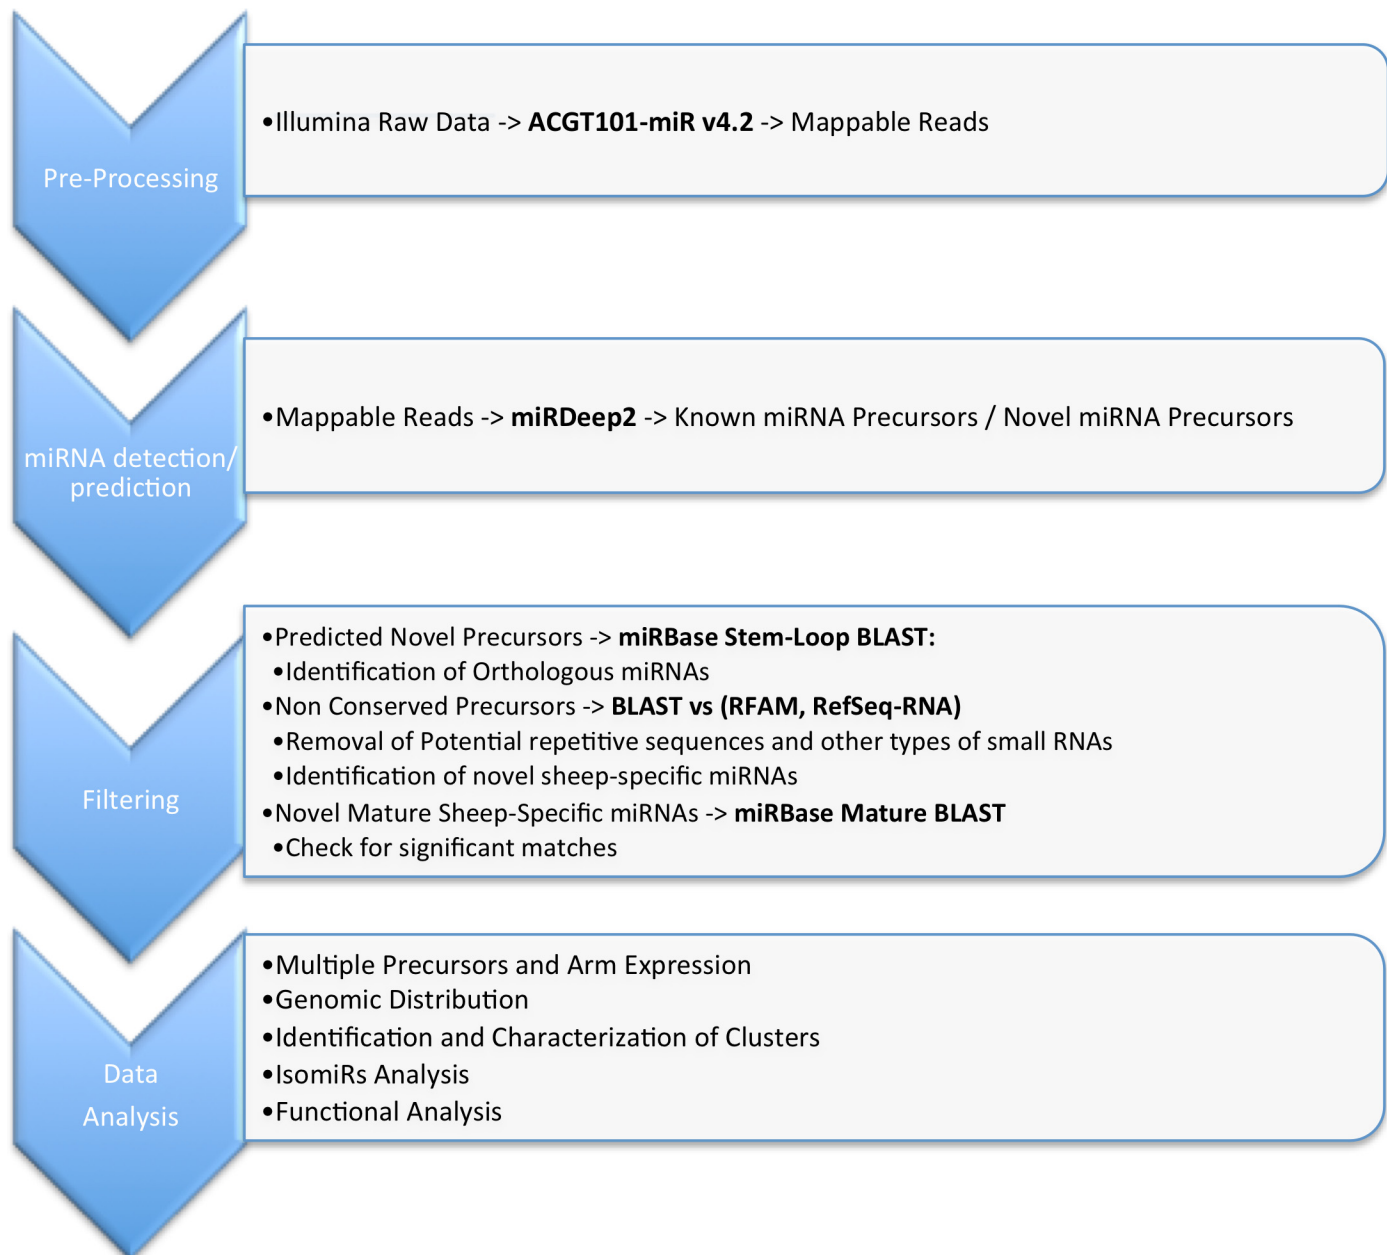 Pre-Processing
•Illumina Raw Data -> ACGT101-miR v4.2 -> Mappable Reads
miRNA detection/
prediction
•Mappable Reads -> miRDeep2 -> Known miRNA Precursors / Novel miRNA Precursors
Filtering
•Predicted Novel Precursors -> miRBase Stem-Loop BLAST:
•Identification of Orthologous miRNAs
•Non Conserved Precursors -> BLAST vs (RFAM, RefSeq-RNA)
•Removal of Potential repetitive sequences and other types of small RNAs
•Identification of novel sheep-specific miRNAs
•Novel Mature Sheep-Specific miRNAs -> miRBase Mature BLAST
•Check for significant matches
Data
Analysis
•Multiple Precursors and Arm Expression
•Genomic Distribution
•Identification and Characterization of Clusters
•IsomiRs Analysis
•Functional Analysis